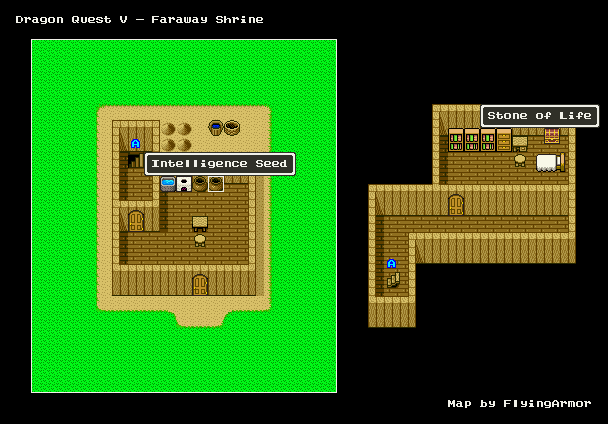 Dragon Quest V — Faraway Shrine
Stone of Life
A
Intelligence Seed
A
Map by FlyingArmor